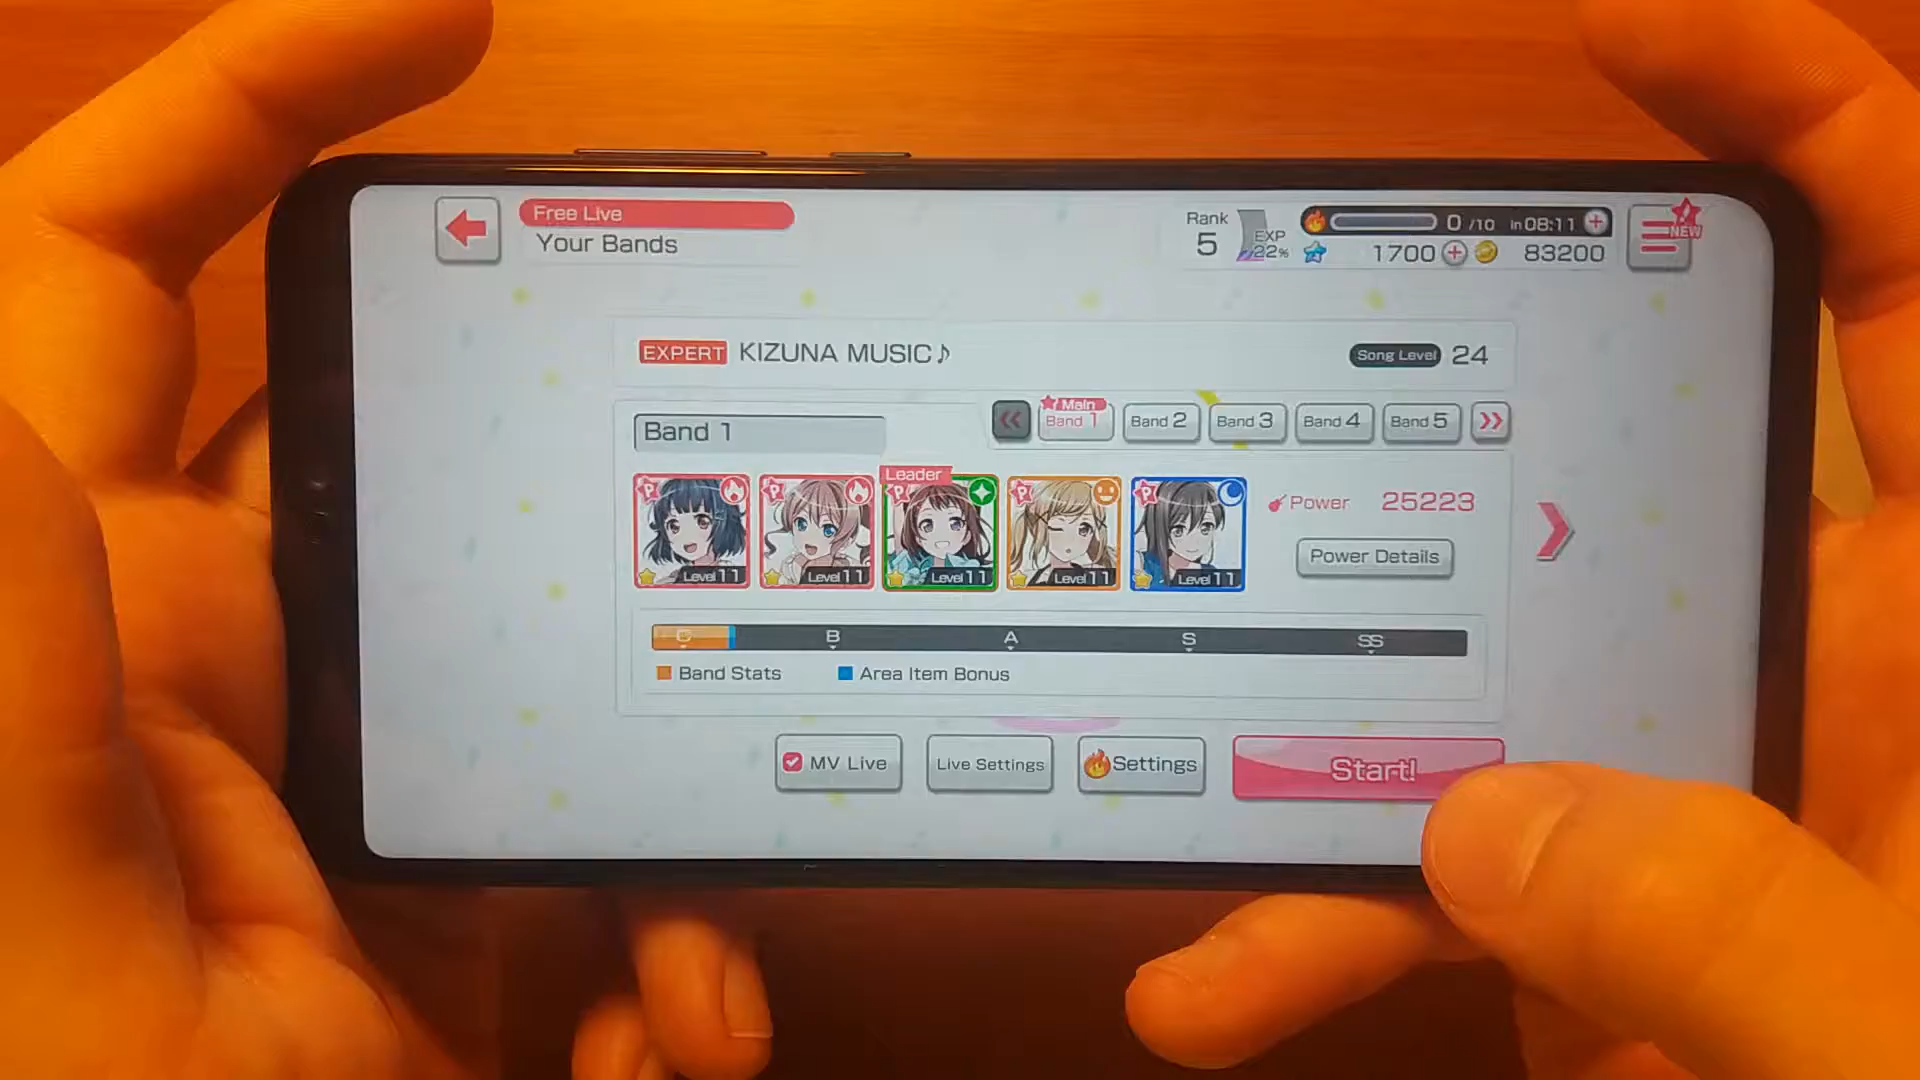 Free Live
Your Bands
Rank
5
EXP
22%
0 /10 In 08:11
1700
83200
NEW
EXPERT KIZUNA MUSIC♪
Song Level 24
Band 1
Main
Band 1
Band 2
Band 3
Band 4
Band 5
Leader
P
P
P
P
P
Level 11
Level 11
Level 11
Level 11
Level 11
Power 25223
Power Details
C
B
A
S
SS
Band Stats
Area Item Bonus
MV Live
Live Settings
Settings
Start!